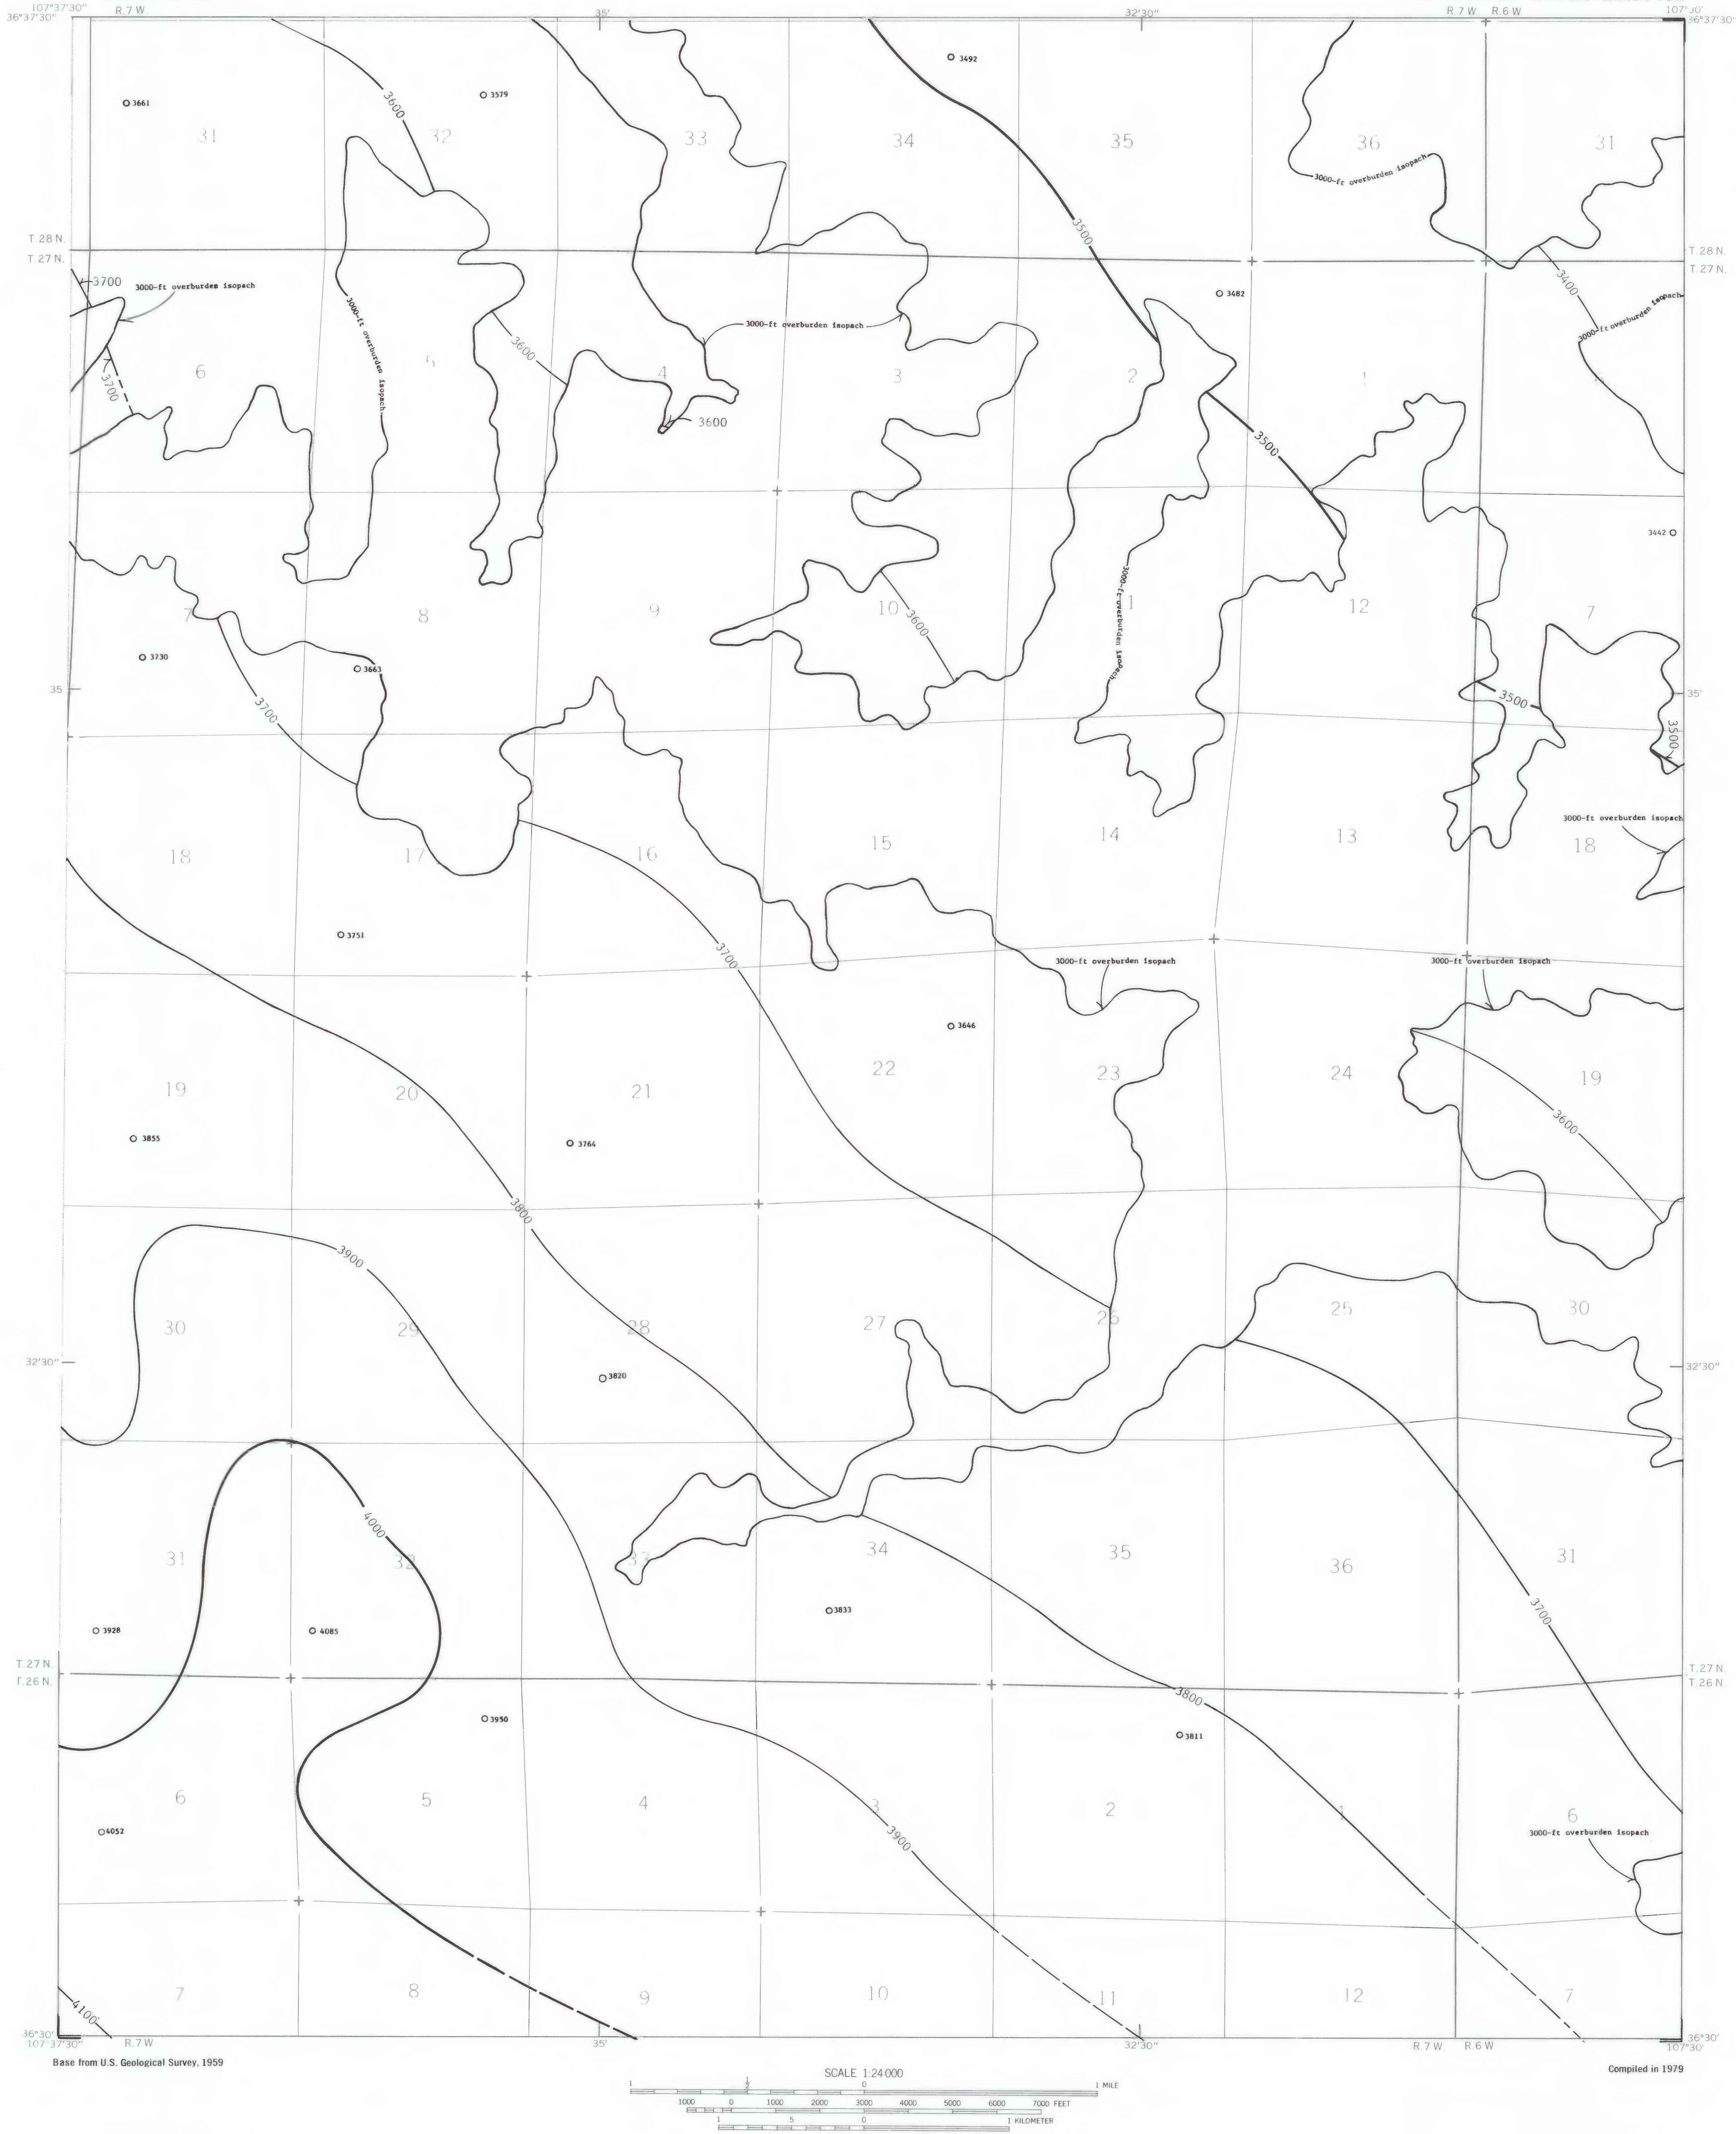 107°37'30" R.7 W. 35' 32'30" R.7 W. R.6 W. 107°30'
36°37'30" 36°37'30"
3492
3579
3661
3600
31 32 33 34 35 36 31
3000-ft overburden isopach
3500
T. 28 N. T. 28 N.
T. 27 N. T. 27 N.
3700
3000-ft overburden isopach
3482
3400
3000-ft overburden isopach
3000-ft overburden isopach
3000-ft overburden isopach
3600
6 5 4 3 2 1
3700
3600
3500
3442
3000-ft overburden isopach
7 8 9 10 11 12 7
3600
3730
3663
35 35'
3700
3500
3500
3000-ft overburden isopach
18 17 16 15 14 13 18
3751
3700
3000-ft overburden isopach
3000-ft overburden isopach
3646
19 20 21 22 23 24 19
3600
3855
3764
3800
3900
30 29 28 27 26 25 30
32'30" 32'30"
3820
4000
31 32 33 34 35 36 31
3700
3833
3928
4085
T. 27 N. T. 27 N.
T. 26 N. T. 26 N.
3800
3950
3811
6 5 4 3 2 1 6
4052
3900
3000-ft overburden isopach
7 8 9 10 11 12 7
4100
36°30' 36°30'
107°37'30" R.7 W 35' 32'30" R.7 W R.6 W 107°30'
Base from U.S. Geological Survey, 1959
Compiled in 1979
SCALE 1:24 000
1 ½ 0 1 MILE
1000 0 1000 2000 3000 4000 5000 6000 7000 FEET
1 5 0 1 KILOMETER